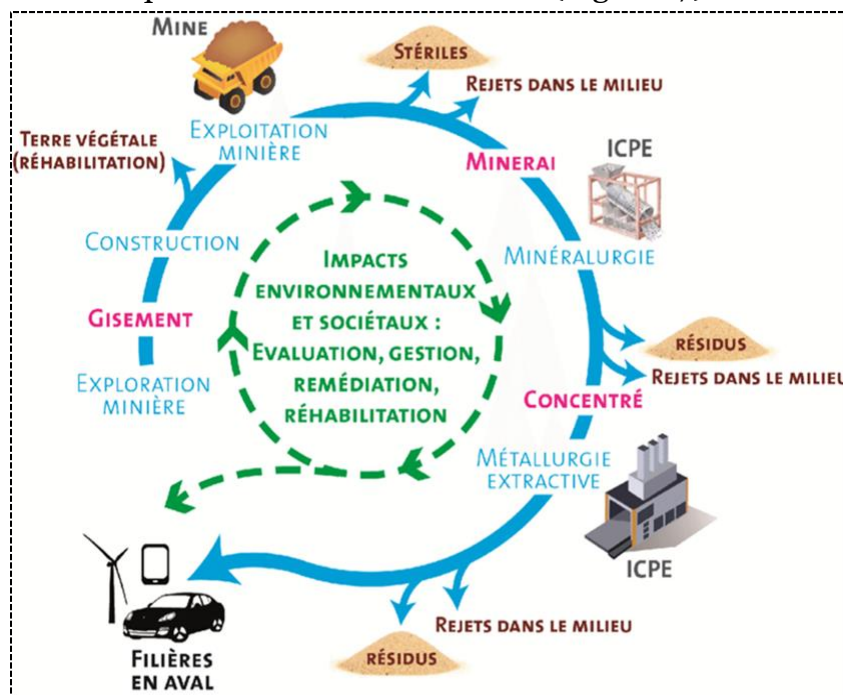 MINE
STÉRILES
REJETS DANS LE MILIEU
TERRE VÉGÉTALE
(RÉHABILITATION)
EXPLOITATION
MINIÈRE
MINERAI
ICPE
CONSTRUCTION
MINÉRALURGIE
GISEMENT
IMPACTS
ENVIRONNEMENTAUX
ET SOCIÉTAUX :
EVALUATION, GESTION,
REMÉDIATION,
RÉHABILITATION
RÉSIDUS
REJETS DANS LE MILIEU
EXPLORATION
MINIÈRE
CONCENTRÉ
MÉTALLURGIE
EXTRACTIVE
ICPE
REJETS DANS LE MILIEU
RÉSIDUS
FILIÈRES
EN AVAL